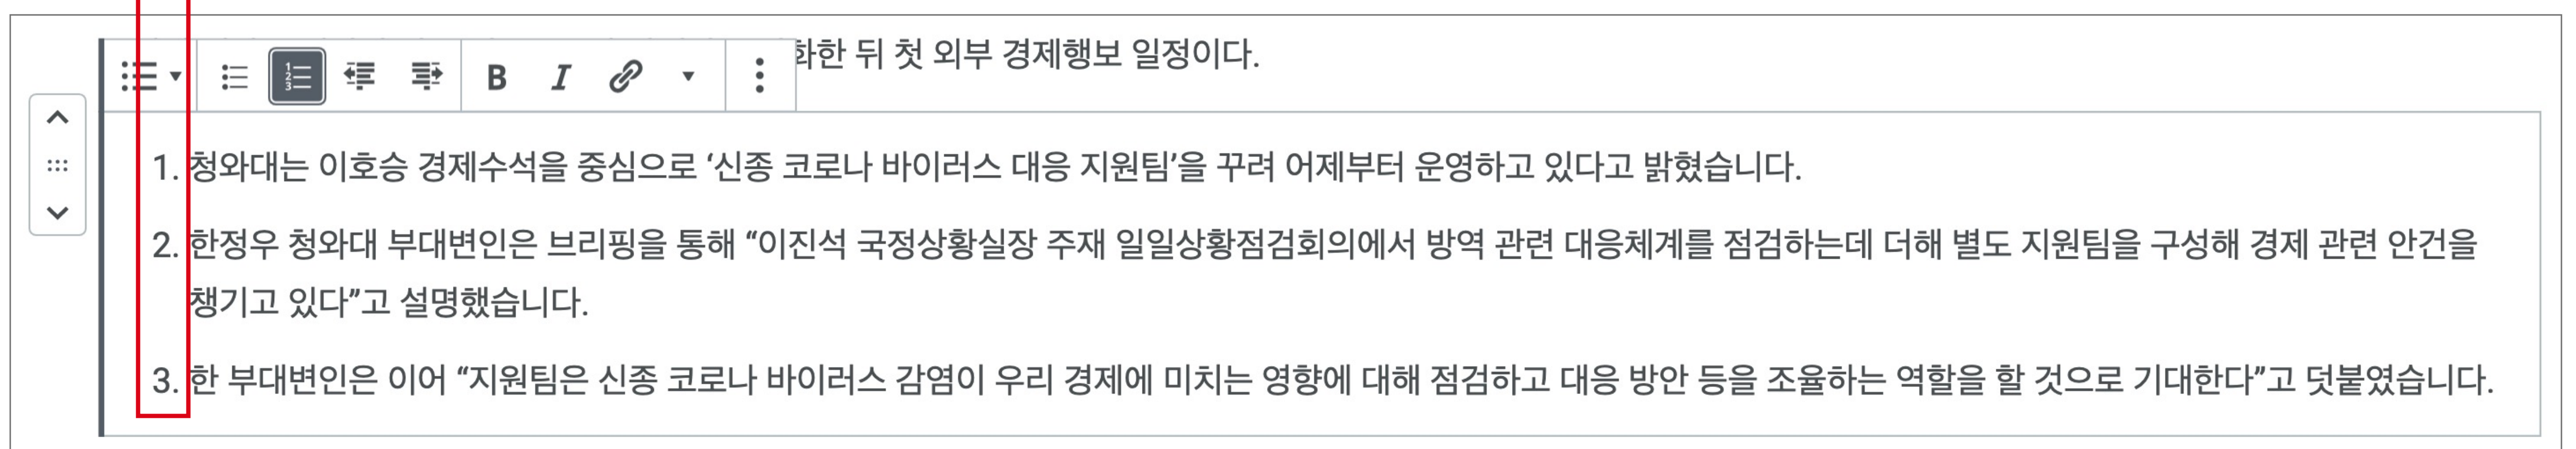 화한 뒤 첫 외부 경제행보 일정이다.
B I
1. 청와대는 이호승 경제수석을 중심으로 ‘신종 코로나 바이러스 대응 지원팀’을 꾸려 어제부터 운영하고 있다고 밝혔습니다.
2. 한정우 청와대 부대변인은 브리핑을 통해 “이진석 국정상황실장 주재 일일상황점검회의에서 방역 관련 대응체계를 점검하는데 더해 별도 지원팀을 구성해 경제 관련 안건을
챙기고 있다”고 설명했습니다.
3. 한 부대변인은 이어 “지원팀은 신종 코로나 바이러스 감염이 우리 경제에 미치는 영향에 대해 점검하고 대응 방안 등을 조율하는 역할을 할 것으로 기대한다”고 덧붙였습니다.